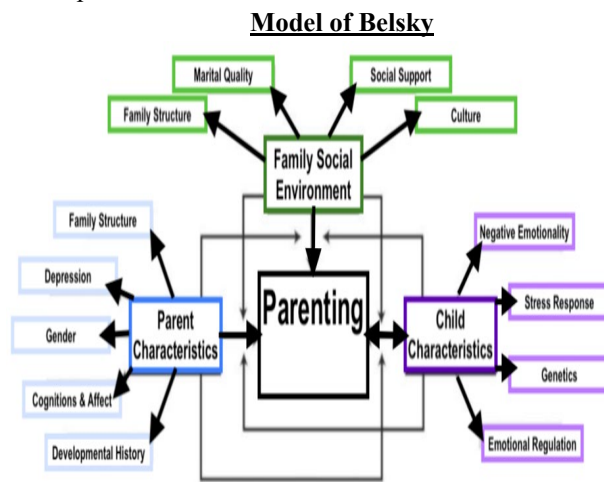 Model of Belsky
Marital Quality
Social Support
Family Structure
Culture
Family Social
Environment
Family Structure
Negative Emotionality
Depression
Stress Response
Parenting
Parent
Characteristics
Child
Characteristics
Gender
Genetics
Cognitions & Affect
Developmental History
Emotional Regulation